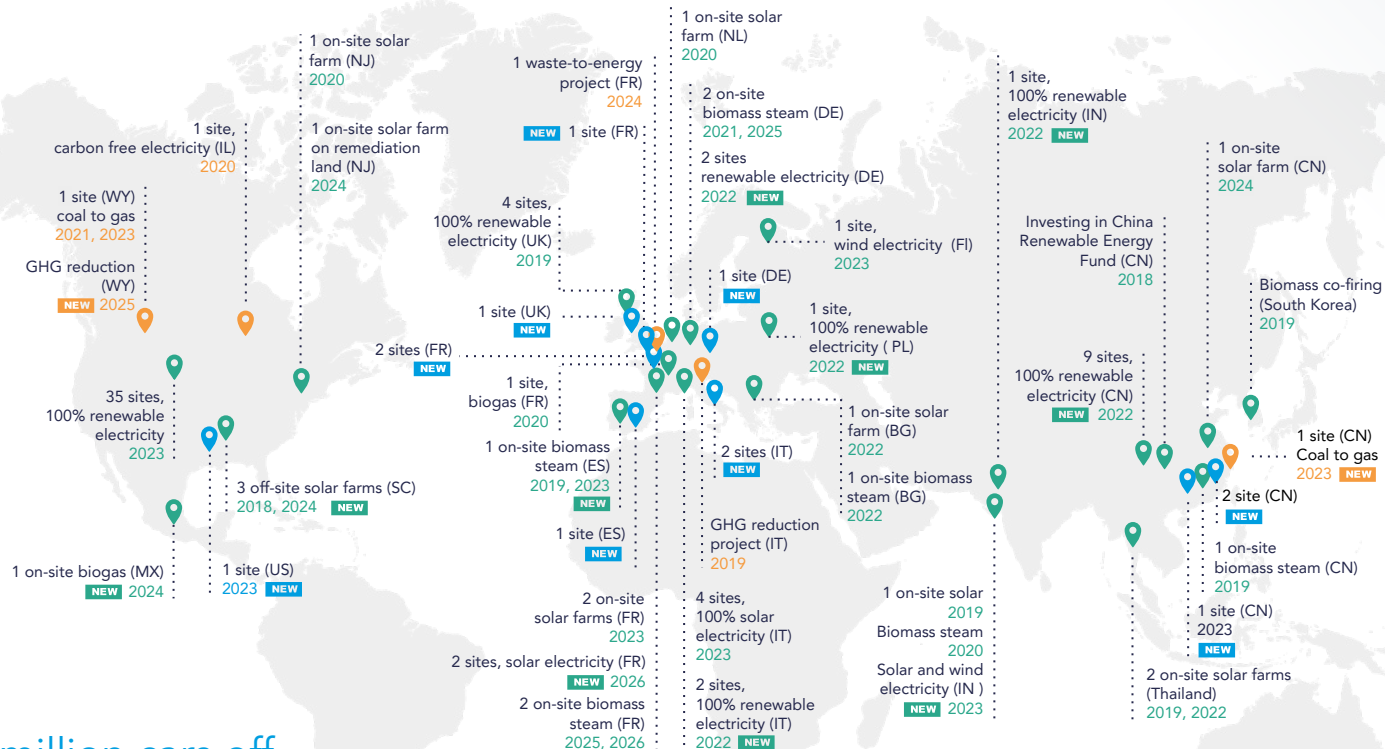 1 on-site solar
farm (NJ)
2020
1 site,
carbon free electricity (IL)
2020
1 on-site solar farm
on remediation
land (NJ)
2024
1 site (WY)
coal to gas
2021, 2023
GHG reduction
(WY)
NEW 2025
35 sites,
100% renewable
electricity
2023
3 off-site solar farms (SC)
2018, 2024 NEW
1 on-site biogas (MX)
NEW 2024
1 site (US)
2023 NEW
1 waste-to-energy
project (FR)
2024
NEW 1 site (FR)
4 sites,
100% renewable
electricity (UK)
2019
1 site (UK)
NEW
2 sites (FR)
NEW
1 site,
biogas (FR)
2020
1 on-site biomass
steam (ES)
2019, 2023
NEW
1 site (ES)
NEW
2 on-site
solar farms (FR)
2023
2 sites, solar electricity (FR)
NEW 2026
2 on-site biomass
steam (FR)
2025, 2026
1 on-site solar
farm (NL)
2020
2 on-site
biomass steam (DE)
2021, 2025
2 sites
renewable electricity (DE)
2022 NEW
1 site,
wind electricity (FI)
2023
1 site (DE)
NEW
1 site,
100% renewable
electricity ( PL)
2022 NEW
1 on-site solar
farm (BG)
2022
1 on-site biomass
steam (BG)
2022
2 sites (IT)
NEW
GHG reduction
project (IT)
2019
4 sites,
100% solar
electricity (IT)
2023
2 sites,
100% renewable
electricity (IT)
2022 NEW
1 site,
100% renewable
electricity (IN)
2022 NEW
1 on-site solar
2019
Biomass steam
2020
Solar and wind
electricity (IN )
NEW 2023
1 on-site
solar farm (CN)
2024
Investing in China
Renewable Energy
Fund (CN)
2018
Biomass co-firing
(South Korea)
2019
9 sites,
100% renewable
electricity (CN)
NEW 2022
1 site (CN)
Coal to gas
2023 NEW
2 site (CN)
NEW
1 on-site
biomass steam (CN)
2019
1 site (CN)
2023
NEW
2 on-site solar farms
(Thailand)
2019, 2022
million cars off